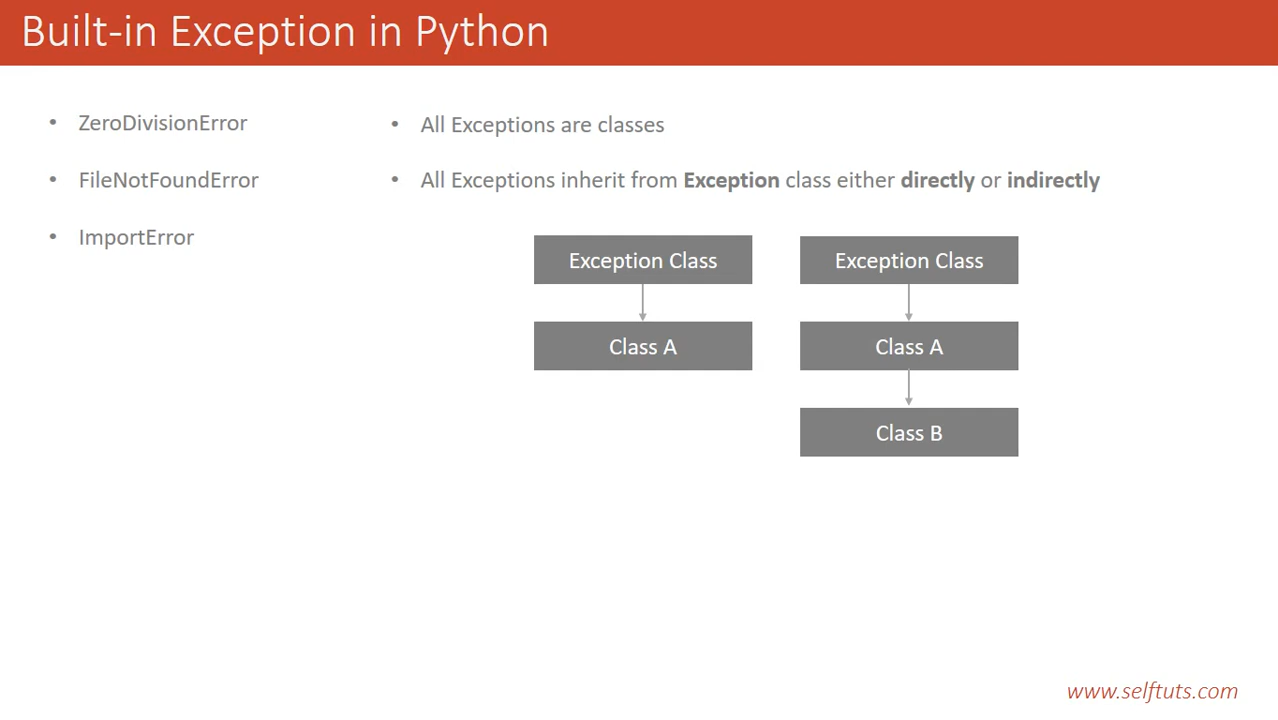 Built-in Exception in Python
• ZeroDivisionError
• FileNotFoundError
• ImportError
• All Exceptions are classes
• All Exceptions inherit from Exception class either directly or indirectly
Exception Class
Class A
Exception Class
Class A
Class B
www.selftuts.com